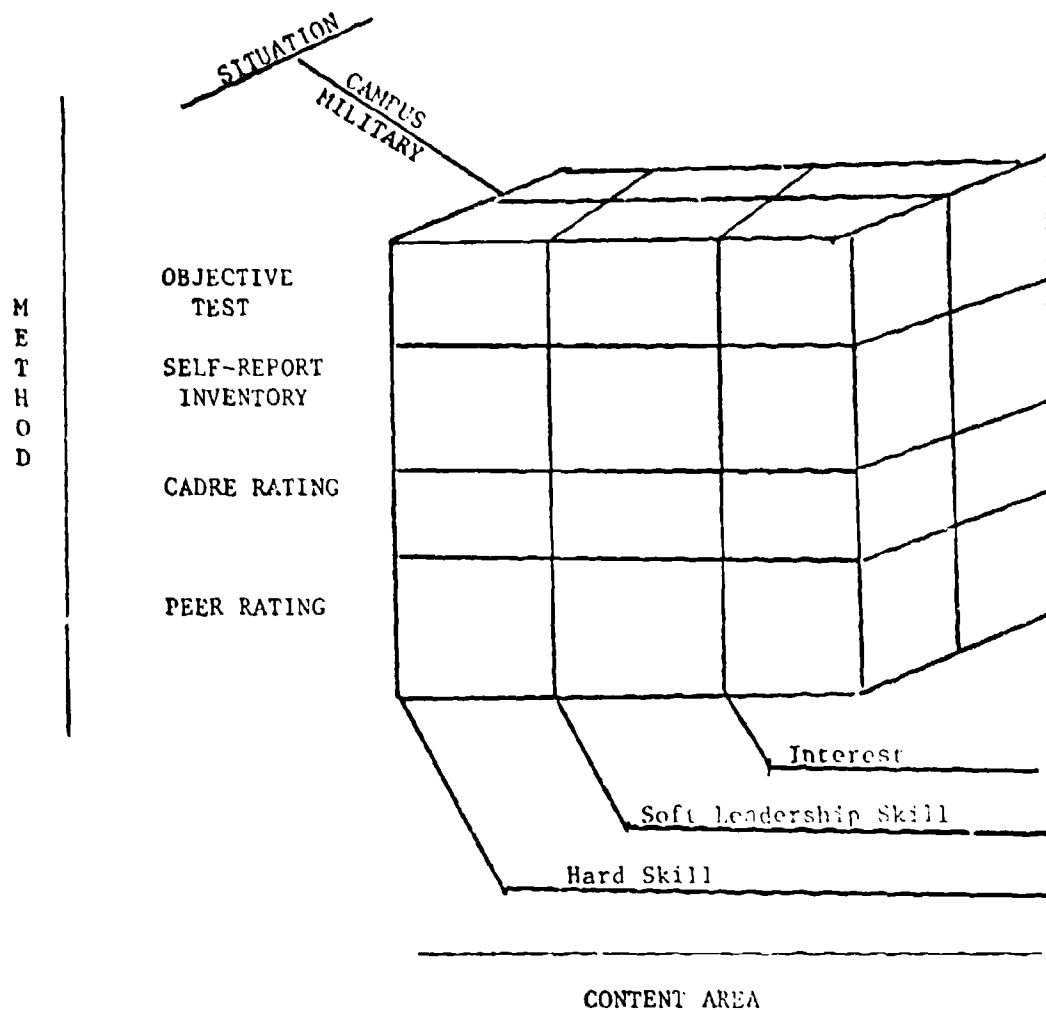 SITUATION
CAMPUS
MILITARY
METHOD
OBJECTIVE
TEST
SELF-REPORT
INVENTORY
CADRE RATING
PEER RATING
Interest
Soft Leadership Skill
Hard Skill
CONTENT AREA